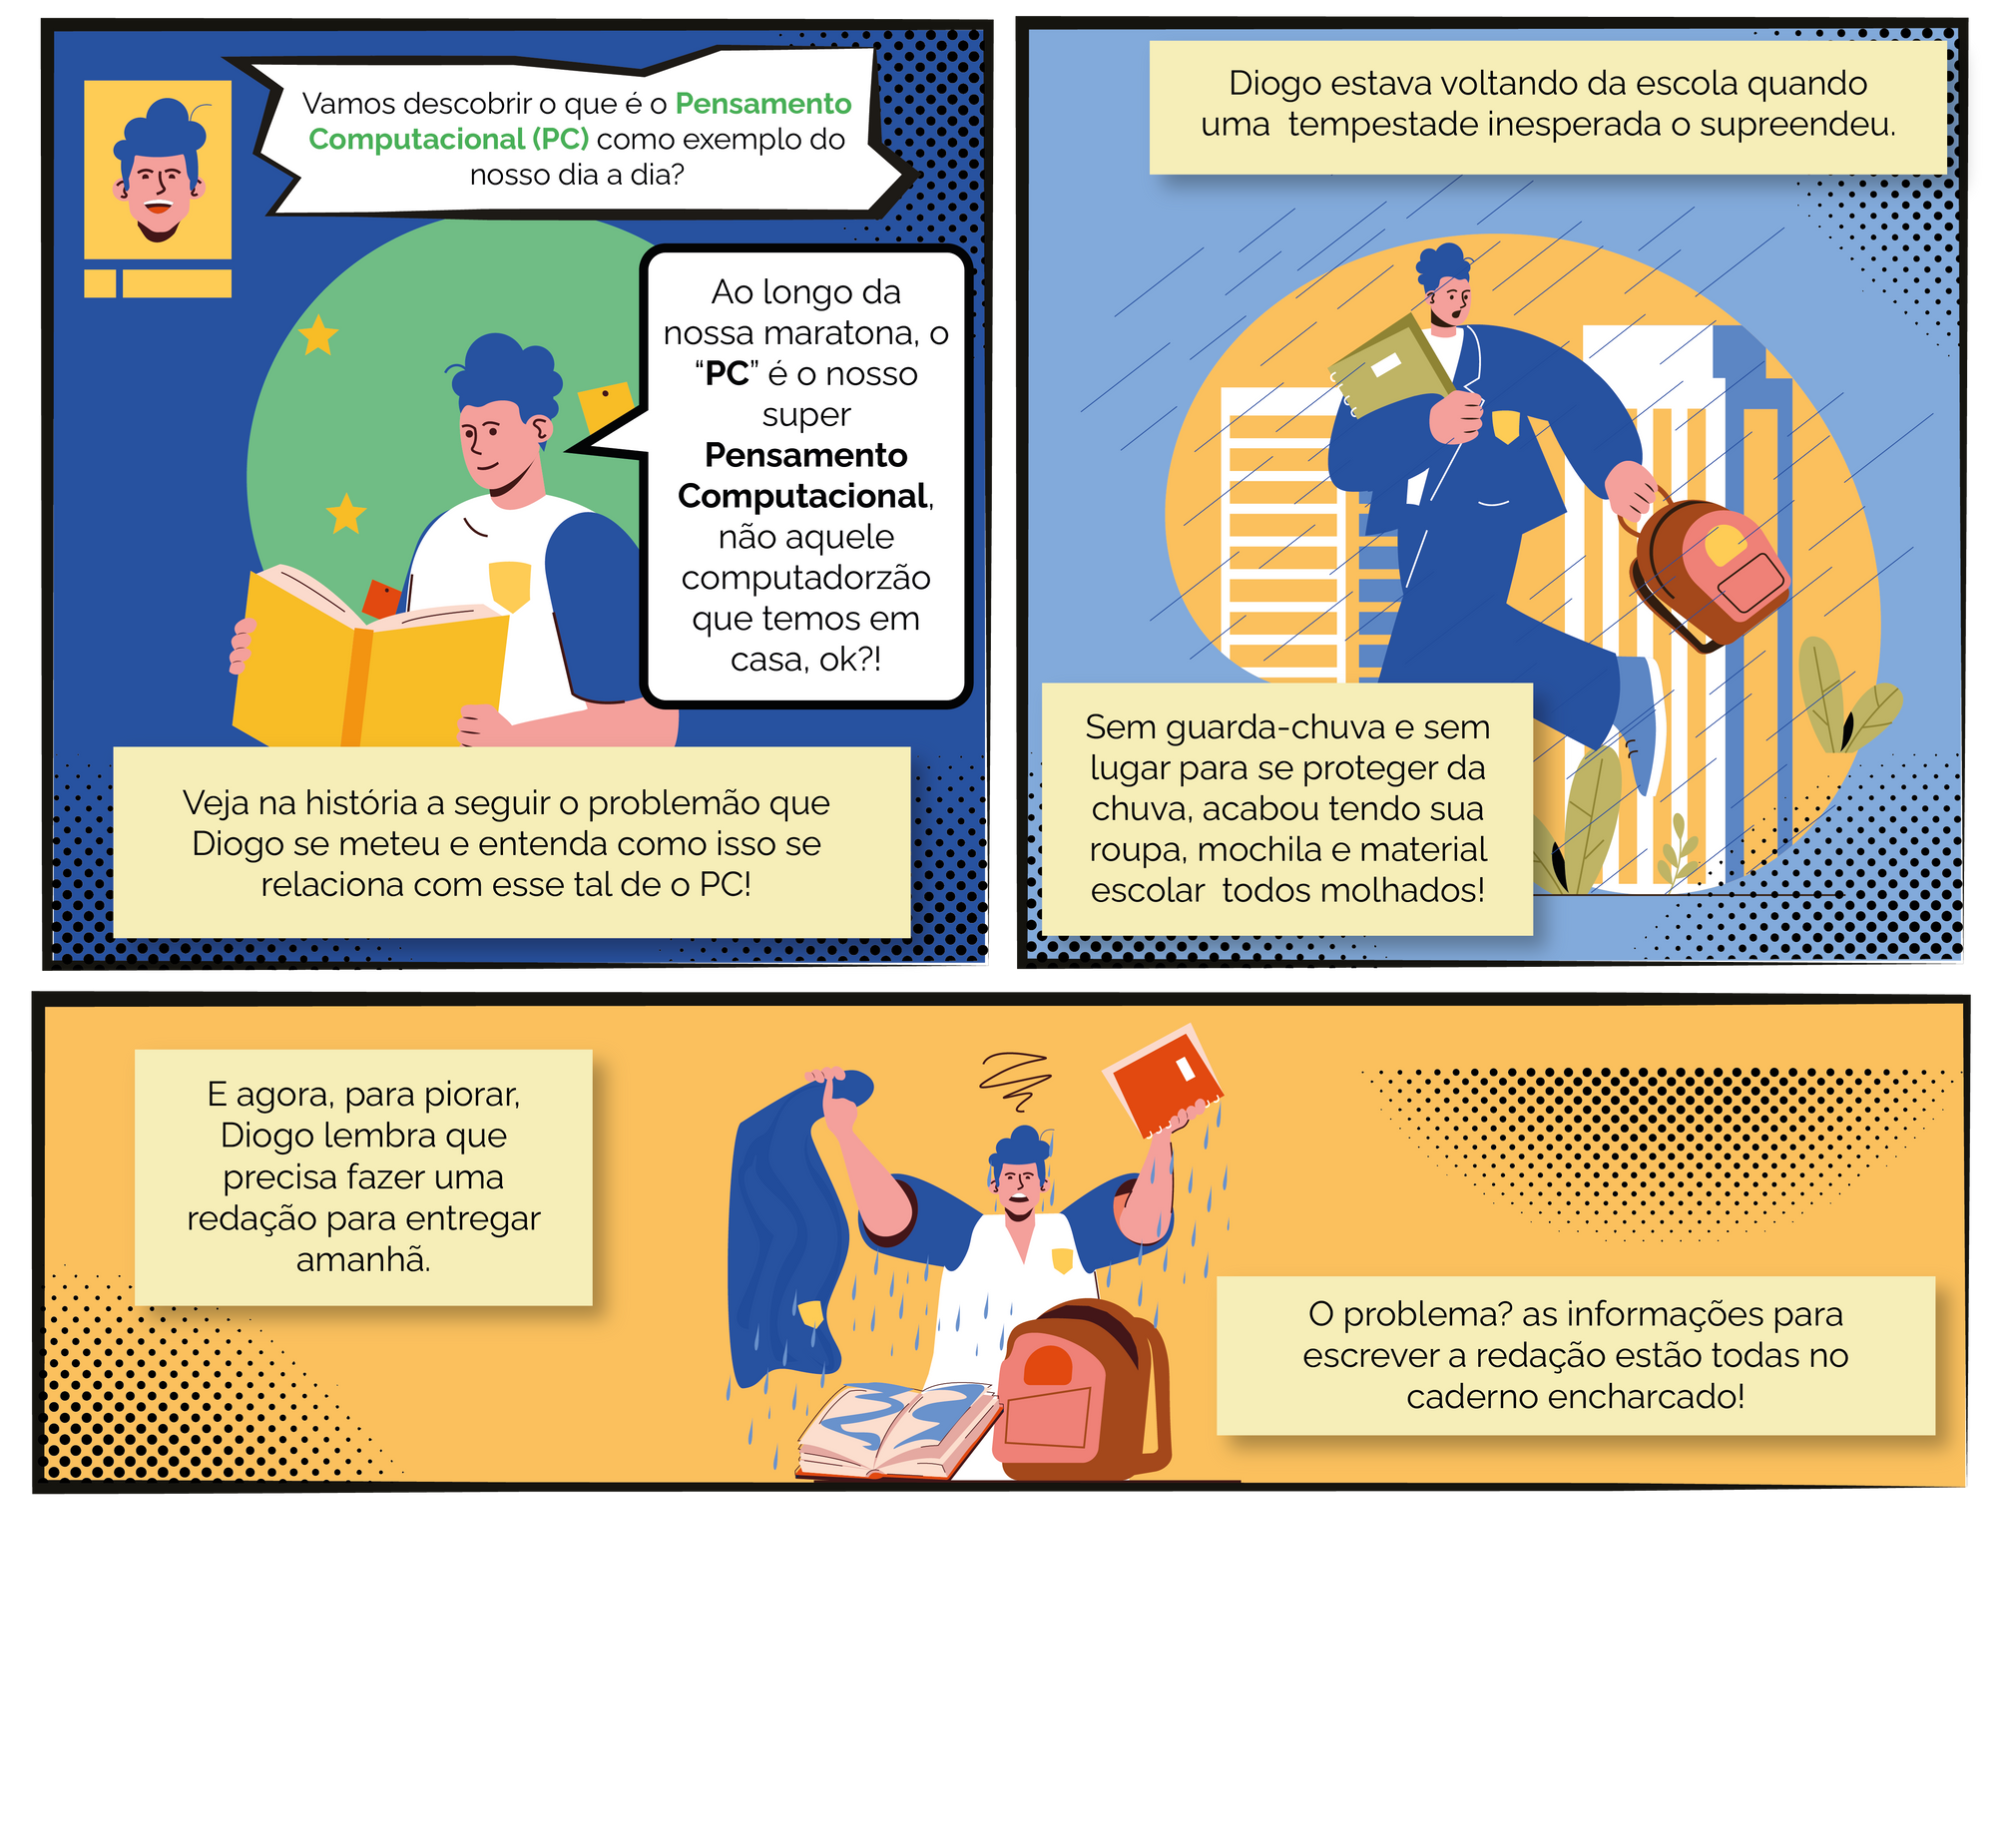 Vamos descobrir o que é o Pensamento
Computacional (PC) como exemplo do
nosso dia a dia?
Ao longo da
nossa maratona, o
“PC” é o nosso
super
Pensamento
Computacional,
não aquele
computadorzão
que temos em
casa, ok?!
Veja na história a seguir o problemão que
Diogo se meteu e entenda como isso se
relaciona com esse tal de o PC!
Diogo estava voltando da escola quando
uma  tempestade inesperada o supreendeu.
Sem guarda-chuva e sem
lugar para se proteger da
chuva, acabou tendo sua
roupa, mochila e material
escolar  todos molhados!
E agora, para piorar,
Diogo lembra que
precisa fazer uma
redação para entregar
amanhã.
O problema? as informações para
escrever a redação estão todas no
caderno encharcado!